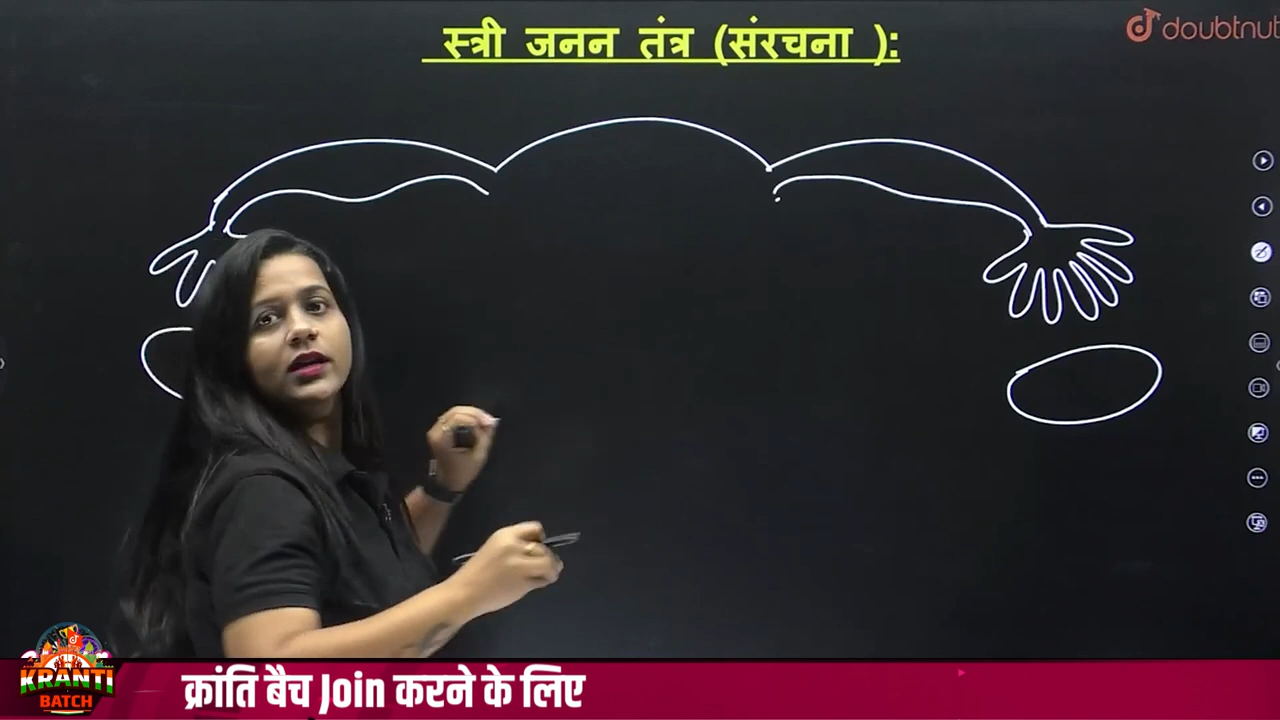 स्त्री जनन तंत्र (संरचना ):
doubtnut
KRANTI
BATCH
क्रांति बैच Join करने के लिए